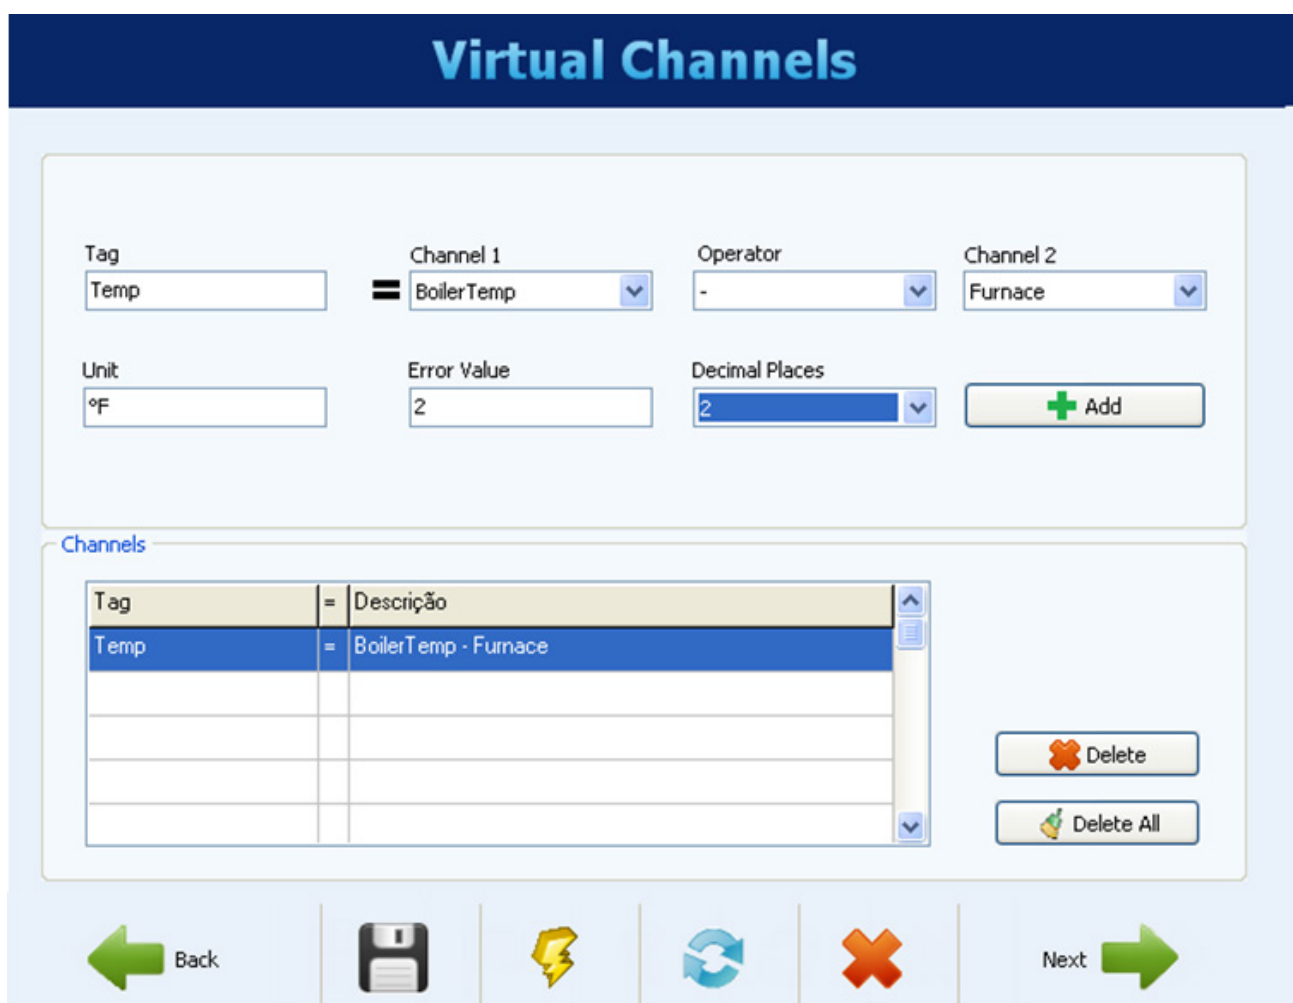 Virtual Channels
Tag Channel 1 Operator Channel 2
Temp = BoilerTemp - Furnace
Unit Error Value Decimal Places
ºF 2 2 Add
Channels
Tag = Descrição
Temp = BoilerTemp - Furnace
Delete
Delete All
Back Next